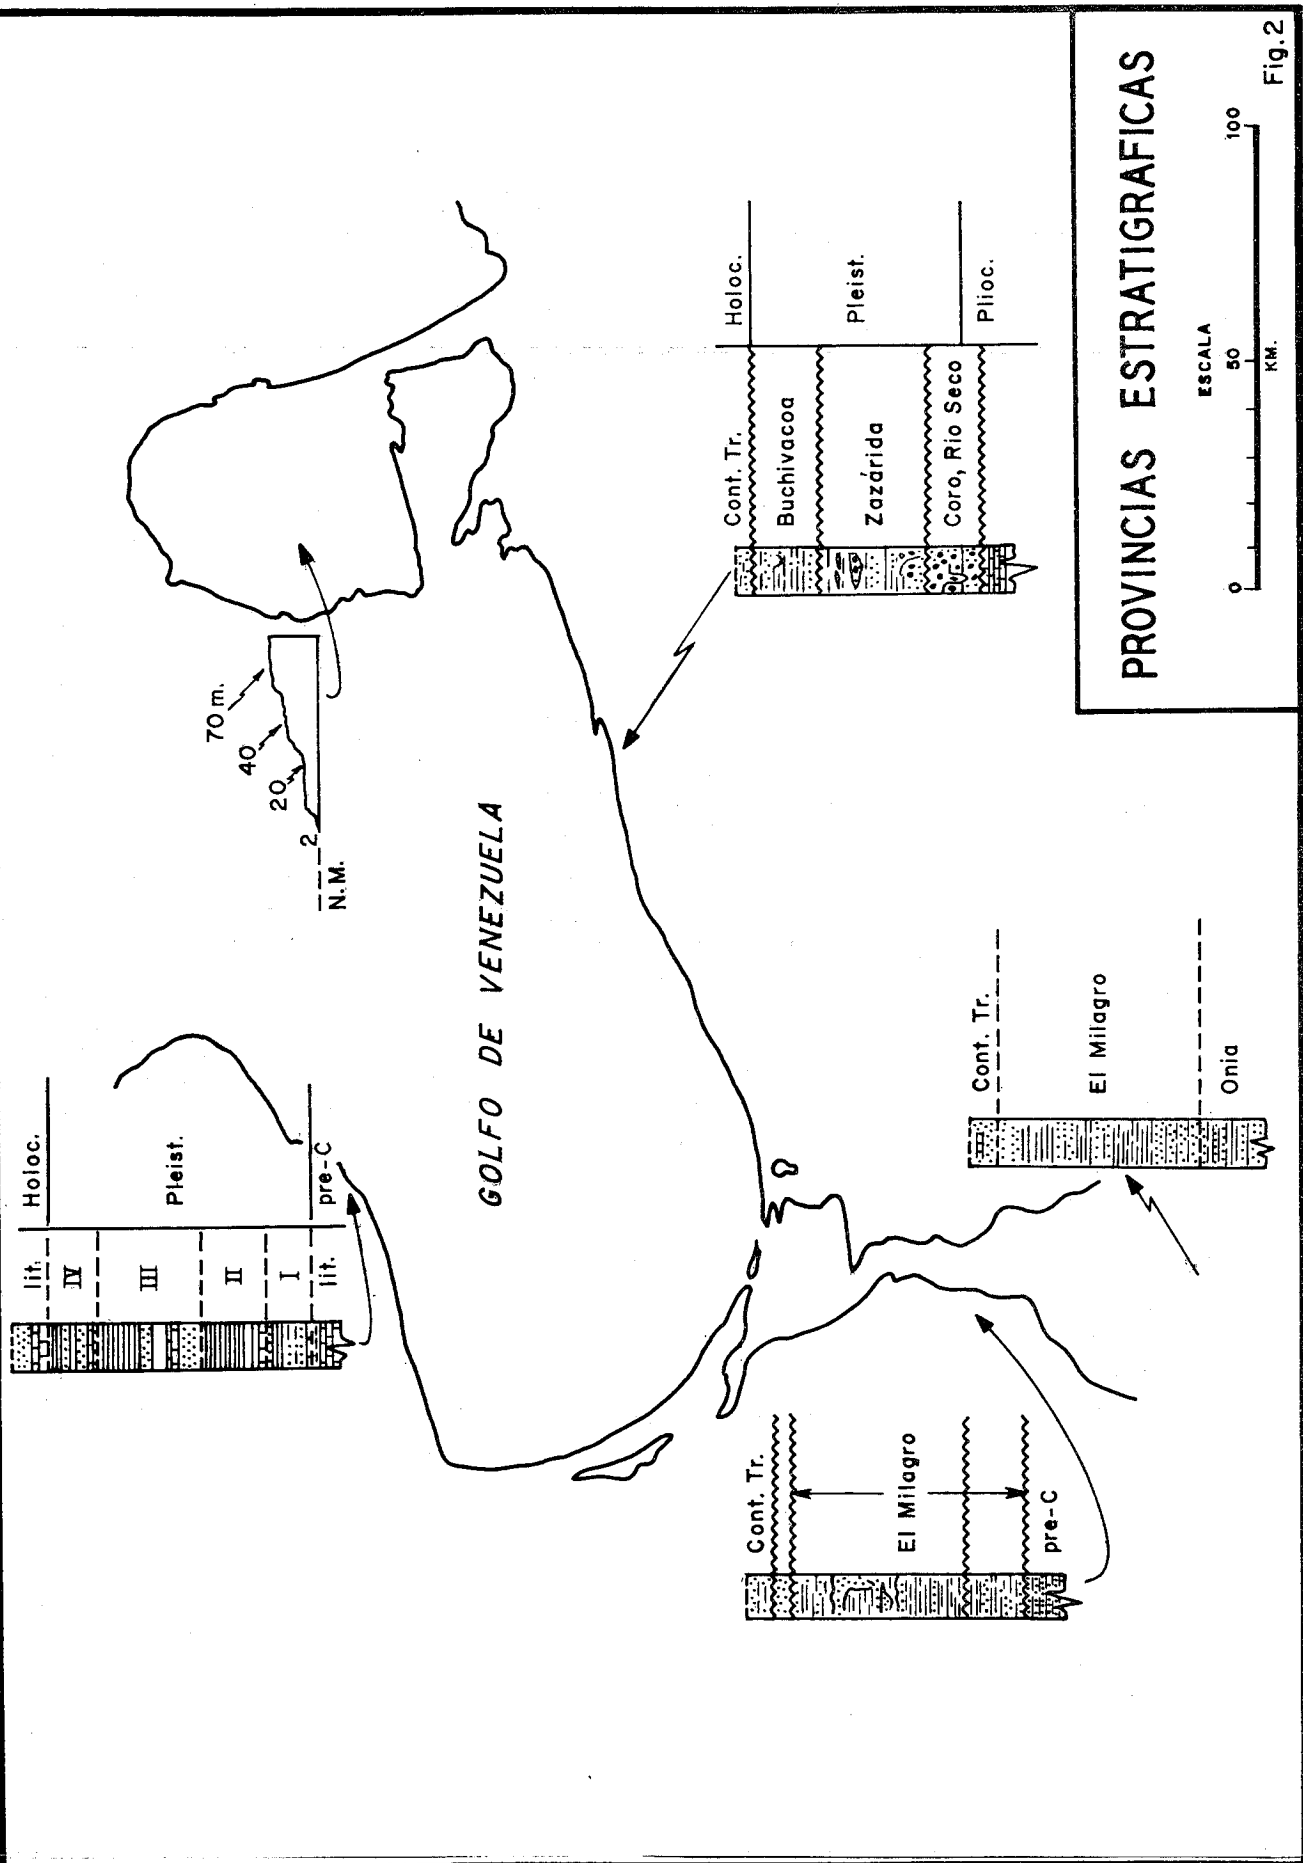 lit.
Holoc.
IV
III
II
I
Pleist.
lit.
pre-C
70 m.
40
20
2
N.M.
GOLFO DE VENEZUELA
Cont. Tr.
Holoc.
Buchivacoa
Zazárida
Pleist.
Coro, Rio Seco
Plioc.
Cont. Tr.
El Milagro
pre-C
Cont. Tr.
El Milagro
Onia
PROVINCIAS ESTRATIGRAFICAS
ESCALA
0 50 100
KM.
Fig. 2